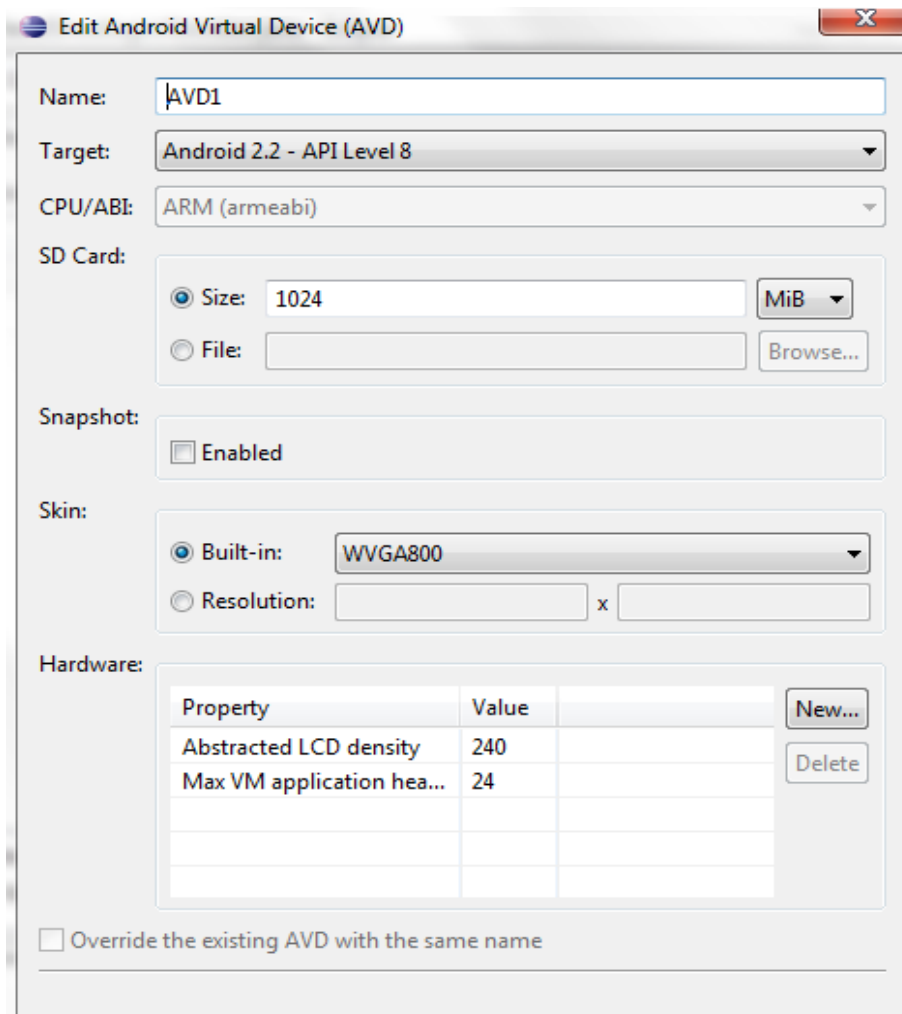 Edit Android Virtual Device (AVD)
Name: AVD1
Target: Android 2.2 - API Level 8
CPU/ABI: ARM (armeabi)
SD Card:
Size: 1024 MiB
File: Browse...
Snapshot:
Enabled
Skin:
Built-in: WVGA800
Resolution: x
Hardware:
Property Value New...
Abstracted LCD density 240
Delete
Max VM application hea... 24
Override the existing AVD with the same name